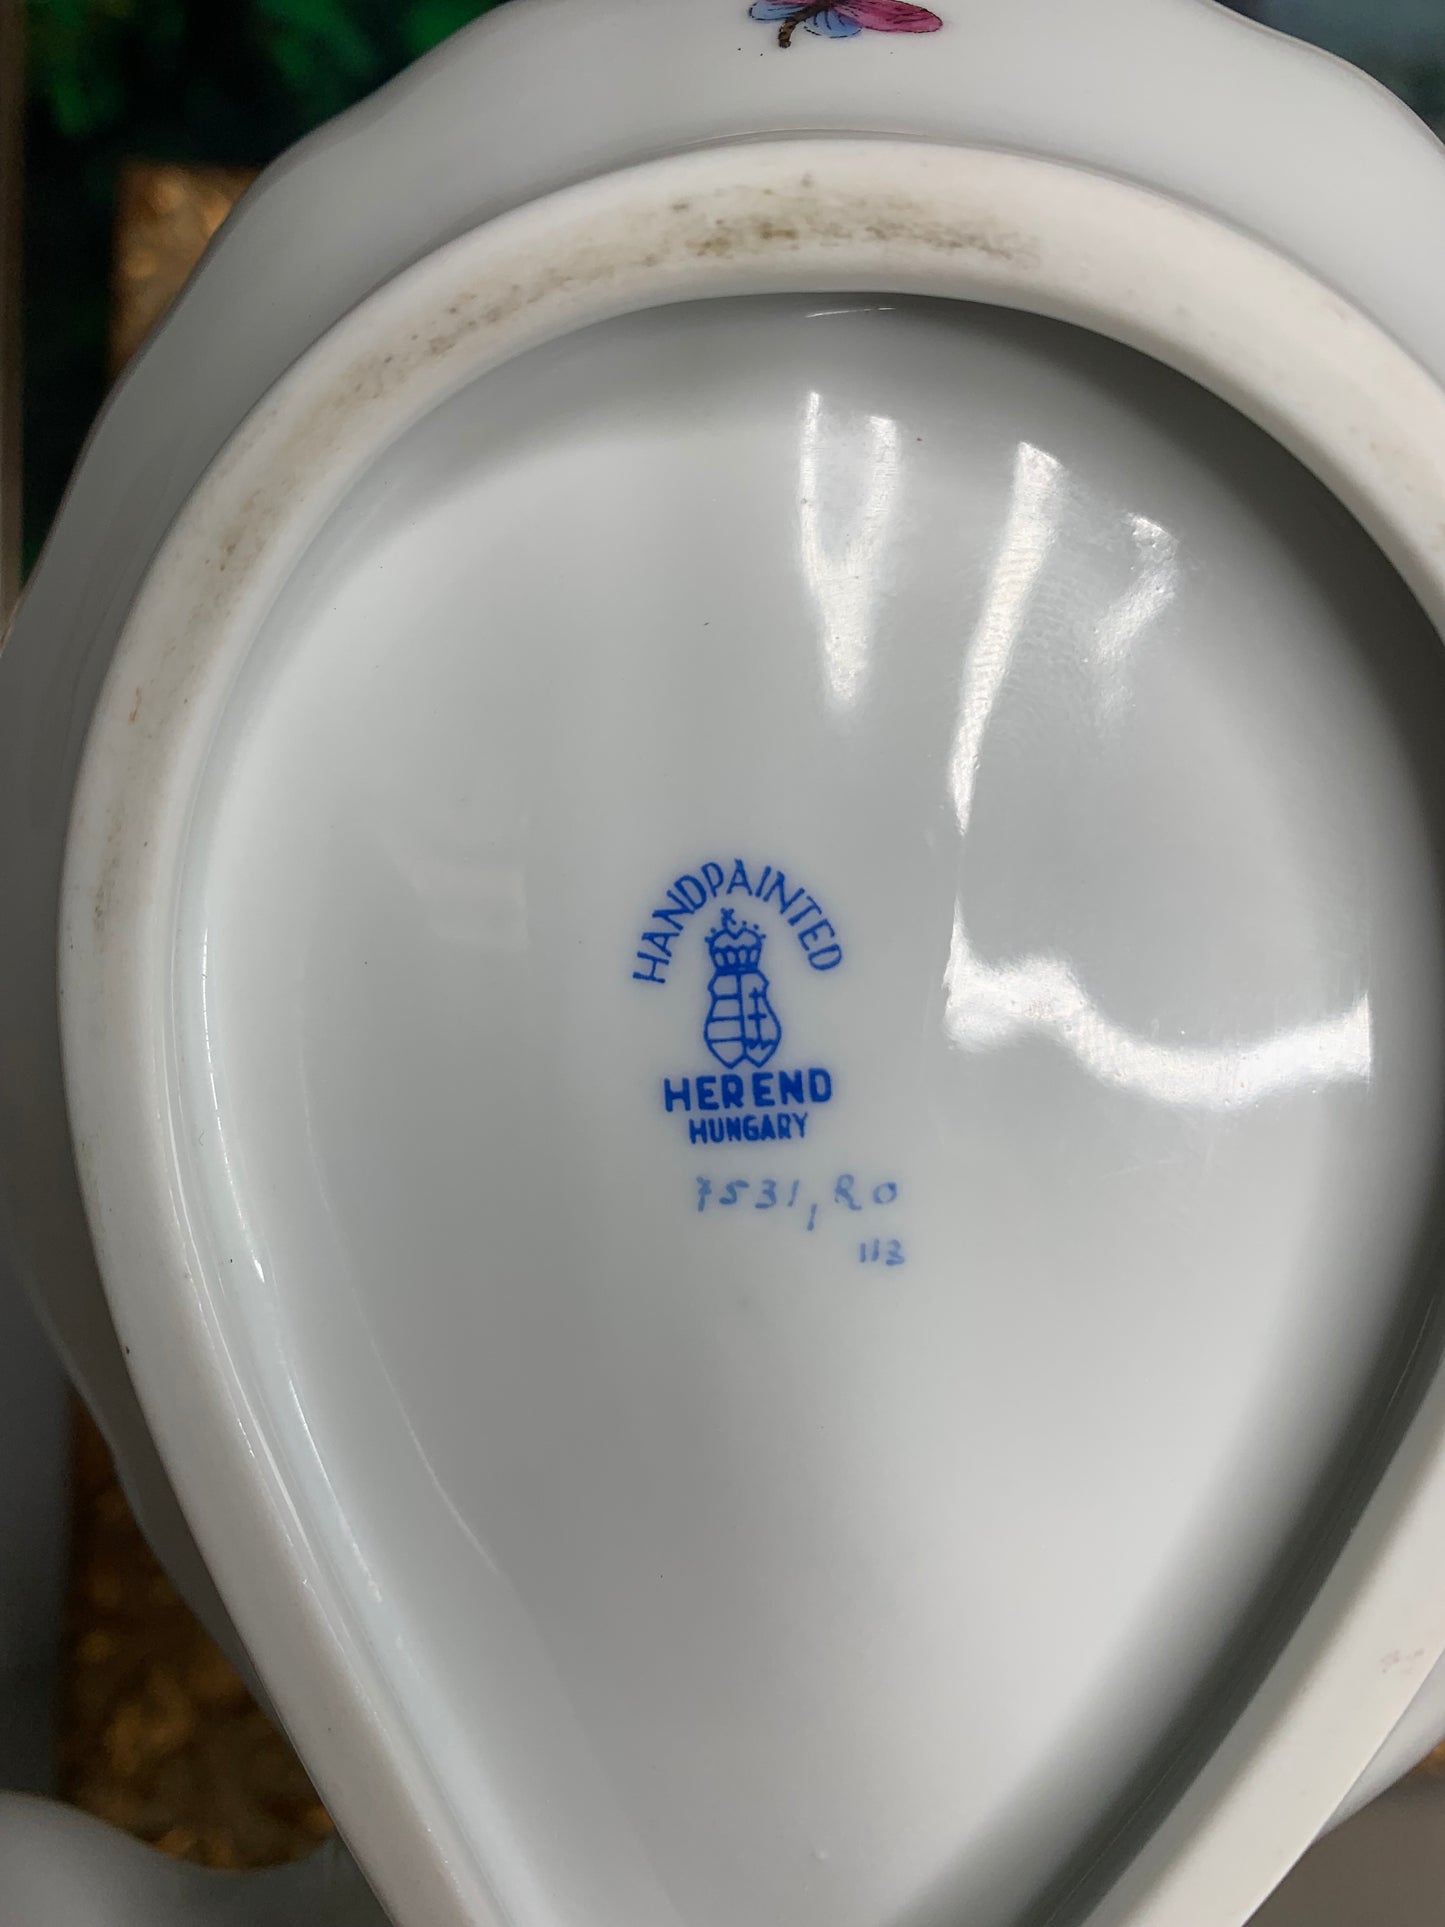 HANDPAINTED
HEREND
HUNGARY
7531, RO
113